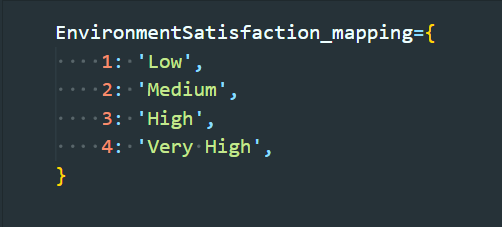 EnvironmentSatisfaction_mapping={
    1: 'Low',
    2: 'Medium',
    3: 'High',
    4: 'Very High',
}